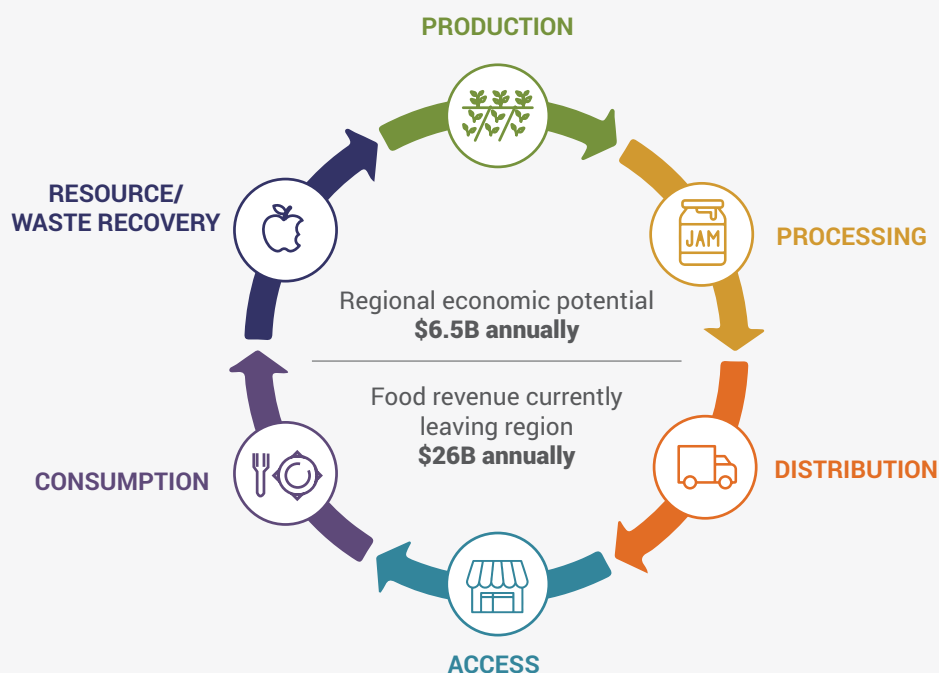 PRODUCTION
RESOURCE/
WASTE RECOVERY
JAM
PROCESSING
Regional economic potential
$6.5B annually
Food revenue currently
leaving region
$26B annually
CONSUMPTION
DISTRIBUTION
ACCESS